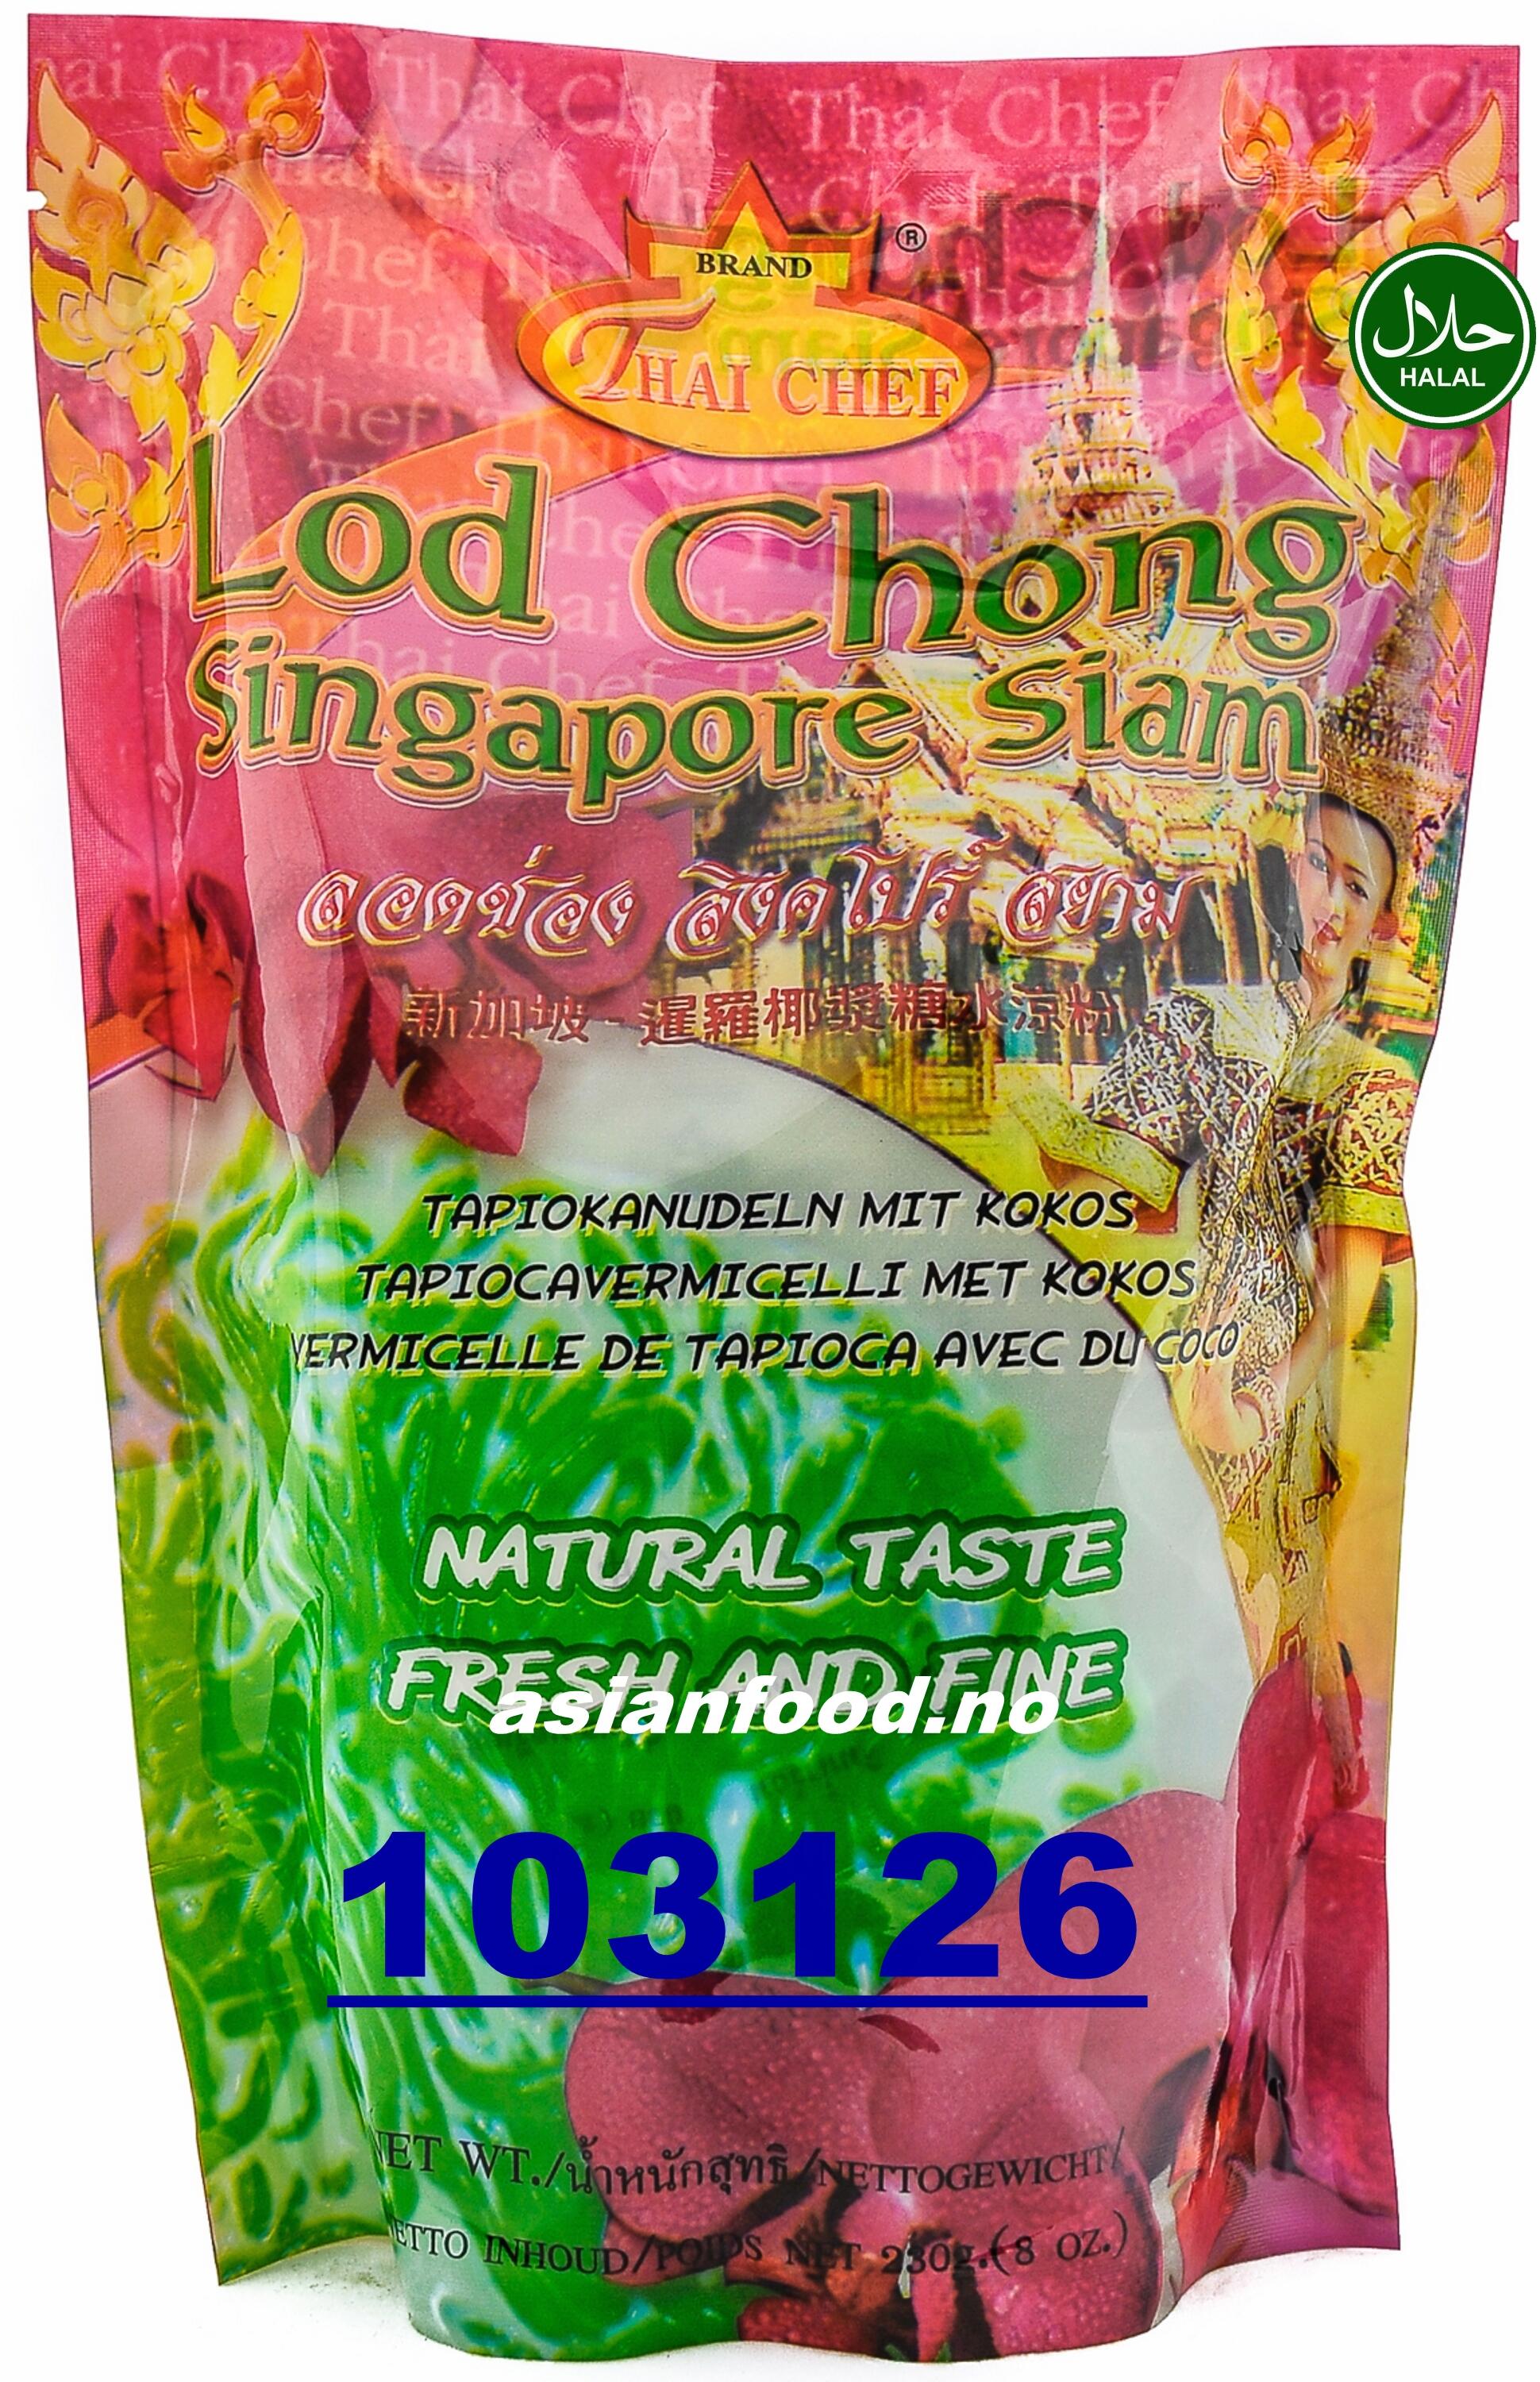 BRAND
®
THAI CHEF
حلال
HALAL
Lod Chong
Singapore Siam
ลอดช่อง สิงคโปร์ สยาม
新加坡-暹羅椰漿糖水涼粉
TAPIOKANUDELN MIT KOKOS
TAPIOCAVERMICELLI MET KOKOS
VERMICELLE DE TAPIOCA AVEC DU COCO
NATURAL TASTE
FRESH AND FINE
asianfood.no
103126
NET WT./น้ำหนักสุทธิ/NETTOGEWICHT/
NETTO INHOUD/POIDS NET 230g.(8 OZ.)